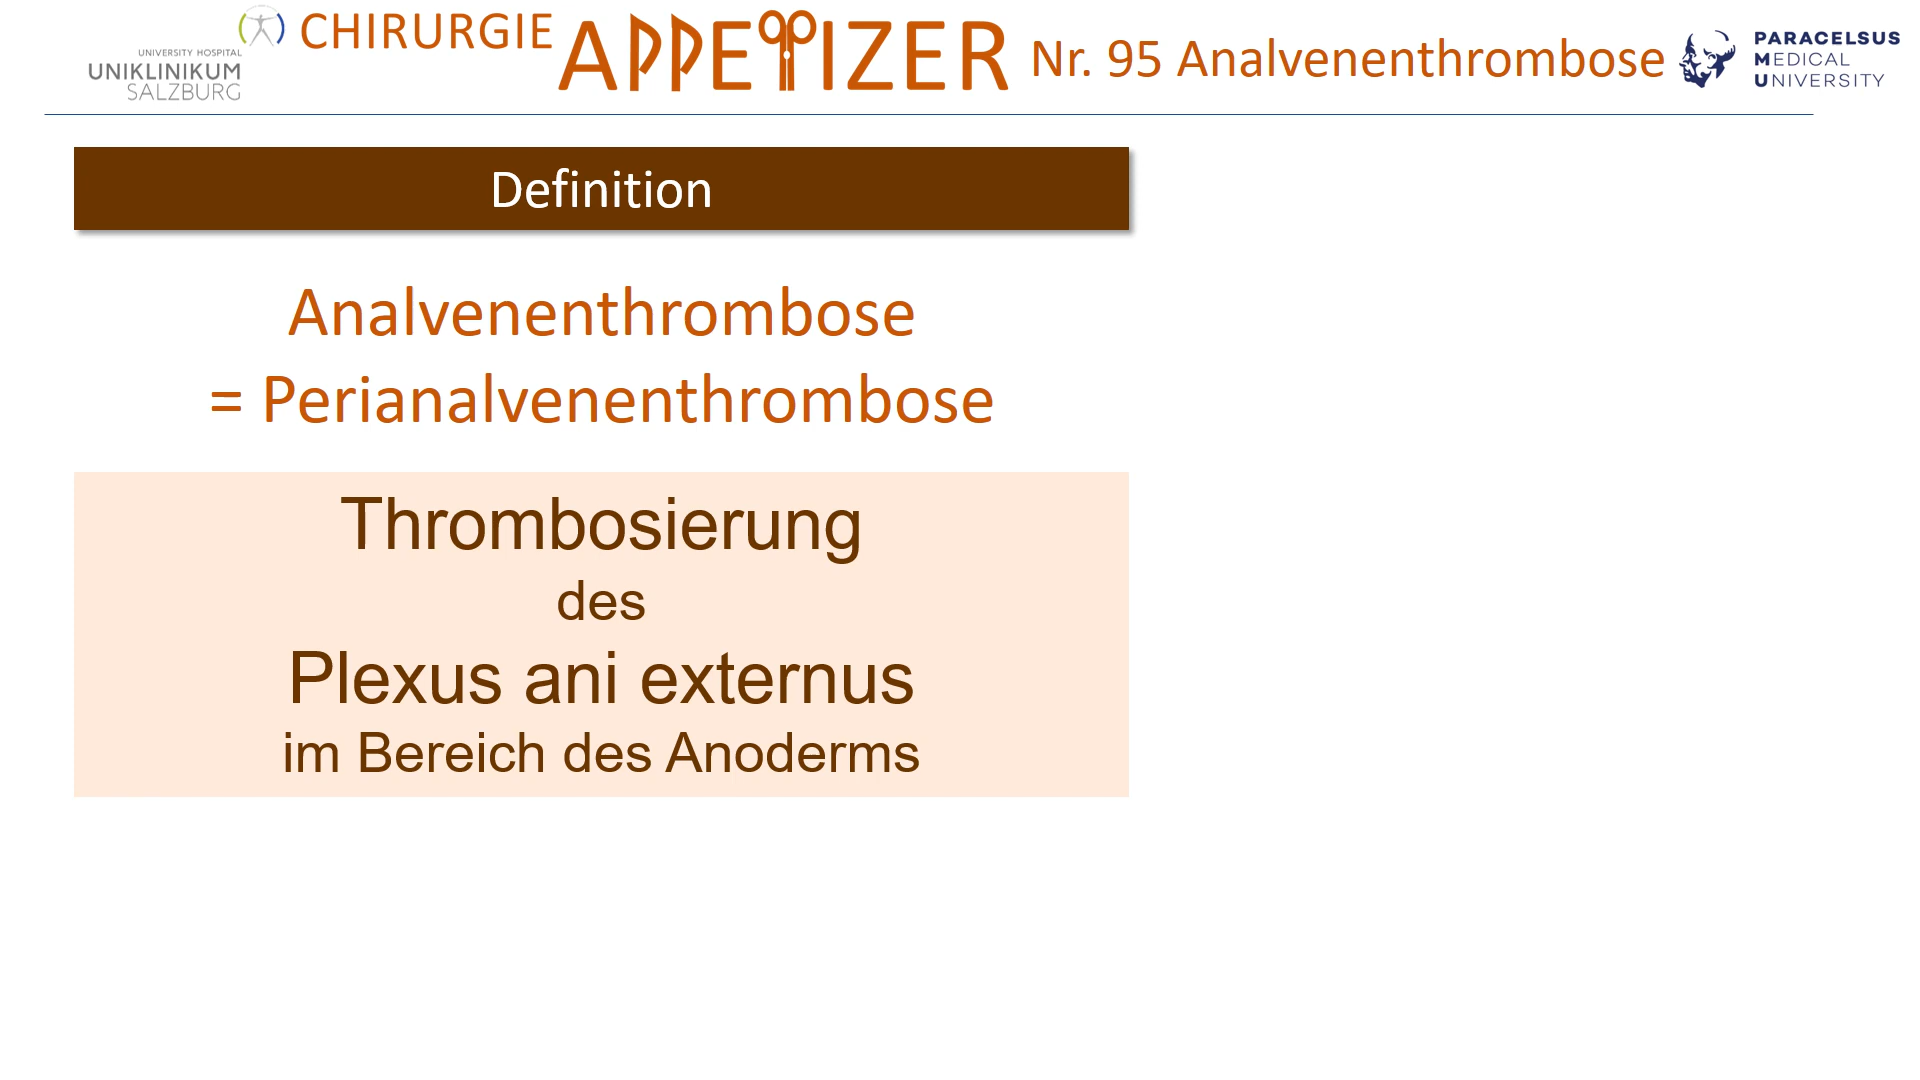 UNIVERSITY HOSPITAL
UNIKLINIKUM
SALZBURG
CHIRURGIE APPETIZER Nr. 95 Analvenenthrombose
PARACELSUS
MEDICAL
UNIVERSITY
Definition
Analvenenthrombose
= Perianalvenenthrombose
Thrombosierung
des
Plexus ani externus
im Bereich des Anoderms